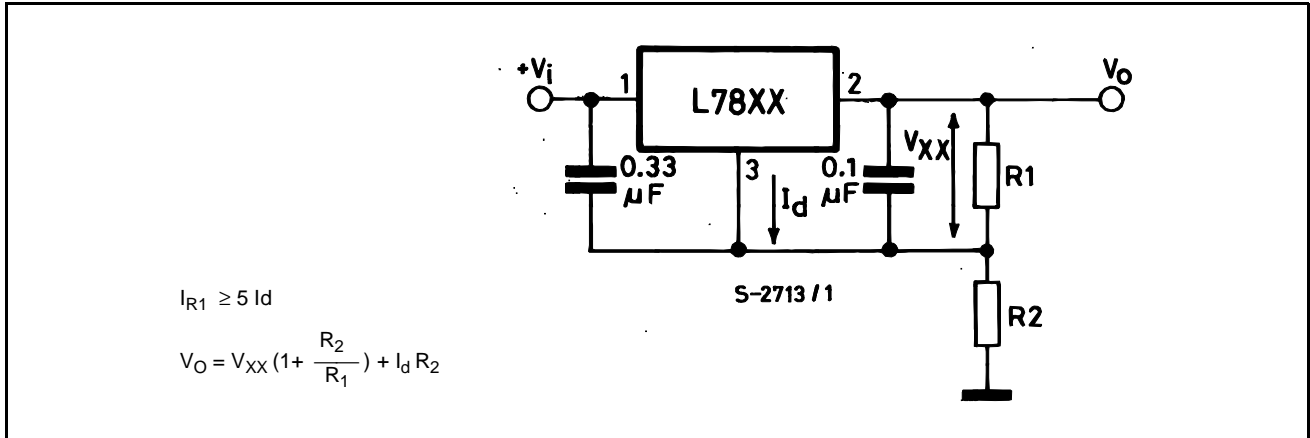 +Vi
1
L78XX
2
VO
0.33
µF
3
Id
0.1
µF
VXX
R1
S-2713/1
R2
IR1 ≥ 5 Id
VO = VXX (1+ R2/R1) + Id R2